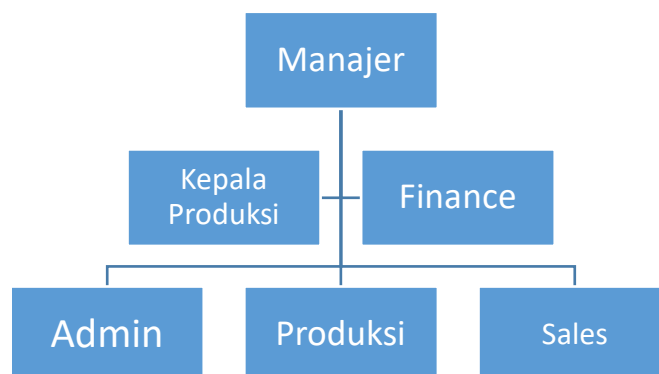 Manajer
Kepala
Produksi
Finance
Admin
Produksi
Sales